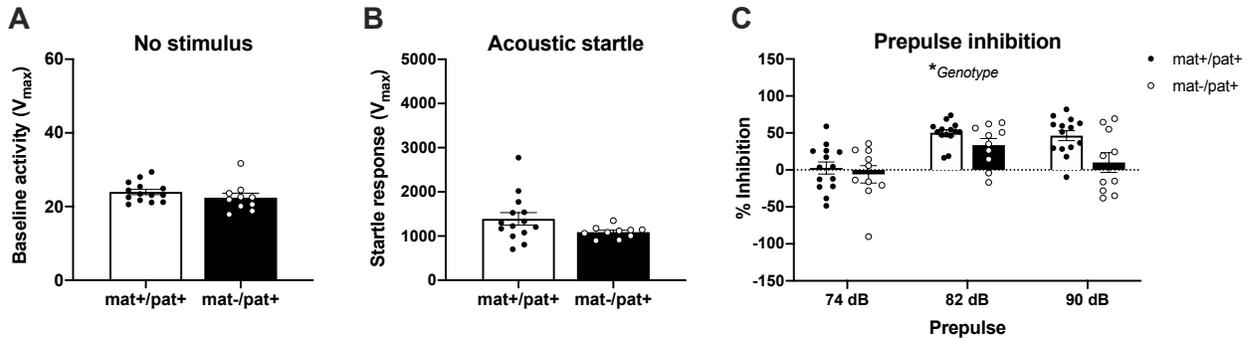 A
No stimulus
Baseline activity (Vmax)
60
40
20
0
mat+/pat+
mat-/pat+
B
Acoustic startle
Startle response (Vmax)
5000
4000
3000
2000
1000
0
mat+/pat+
mat-/pat+
C
Prepulse inhibition
*Genotype
% Inhibition
150
100
50
0
-50
-100
-150
74 dB
82 dB
90 dB
Prepulse
mat+/pat+
mat-/pat+